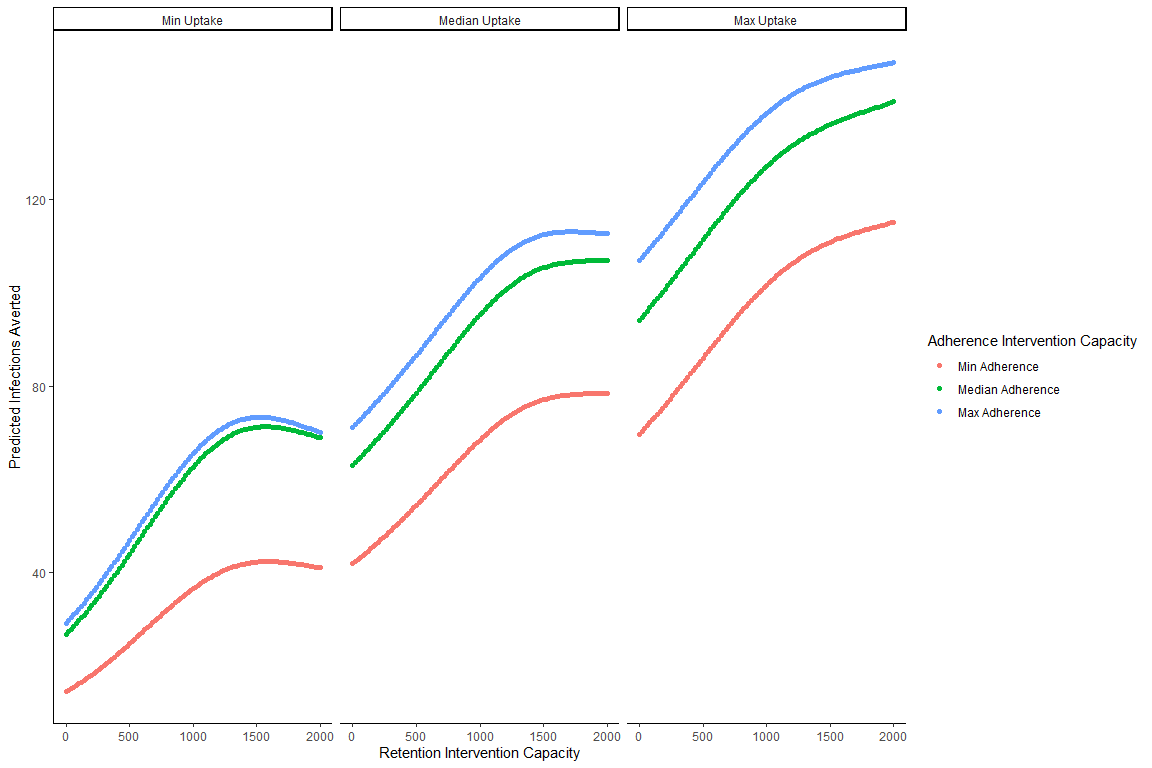 Min Uptake
Median Uptake
Max Uptake
Predicted Infections Averted
120
80
40
0 500 1000 1500 2000
0 500 1000 1500 2000
0 500 1000 1500 2000
Retention Intervention Capacity
Adherence Intervention Capacity
Min Adherence
Median Adherence
Max Adherence